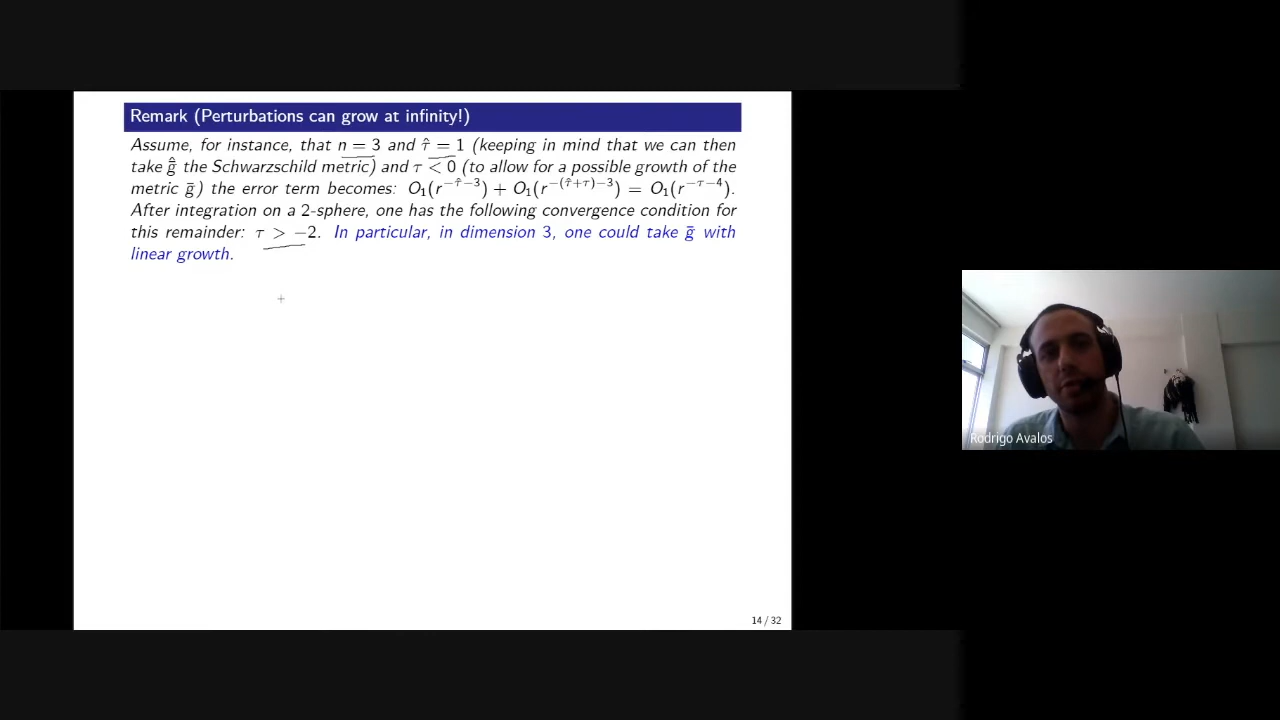 Remark (Perturbations can grow at infinity!)
Assume, for instance, that n = 3 and τ̂ = 1 (keeping in mind that we can then
take ĝ̂ the Schwarzschild metric) and τ < 0 (to allow for a possible growth of the
metric ḡ) the error term becomes: O₁(r^{−τ̂−3}) + O₁(r^{−(τ̂+τ)−3}) = O₁(r^{−τ−4}).
After integration on a 2-sphere, one has the following convergence condition for
this remainder: τ > −2. In particular, in dimension 3, one could take ḡ with
linear growth.
Rodrigo Avalos
14 / 32